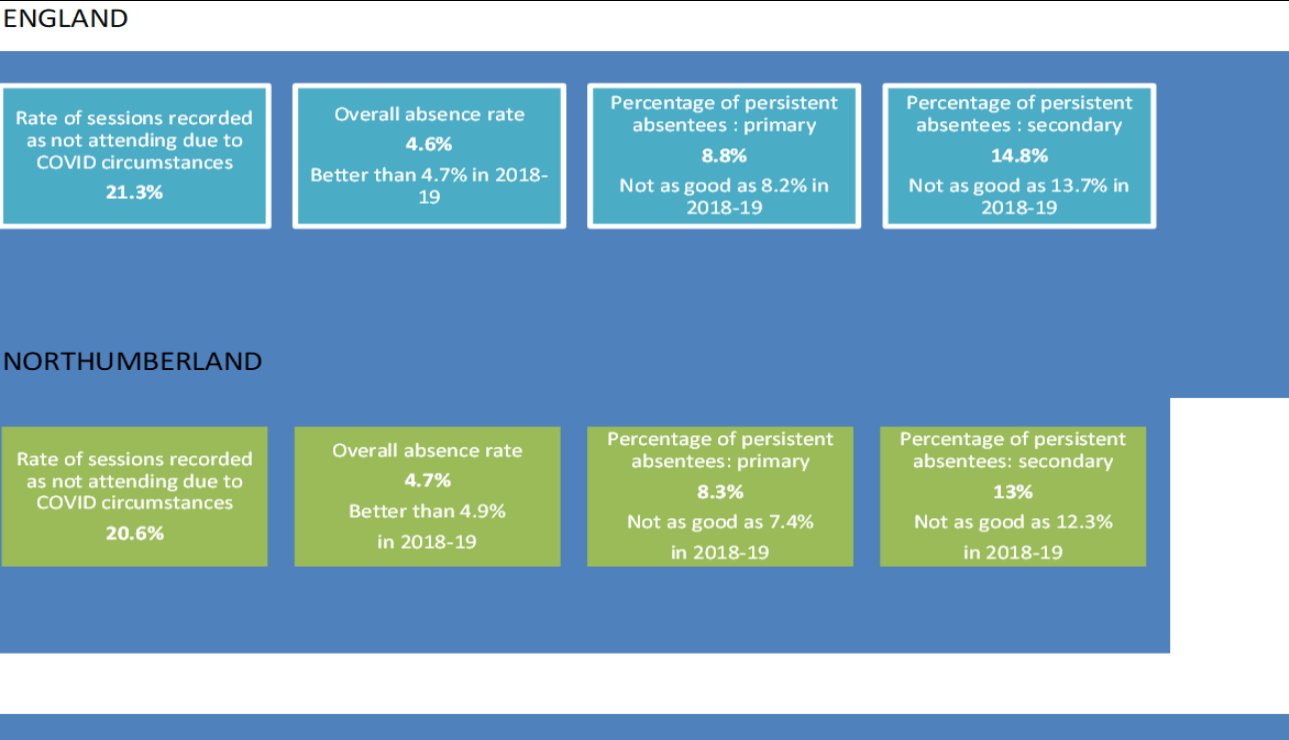 ENGLAND
Rate of sessions recorded
as not attending due to
COVID circumstances
21.3%
Overall absence rate
4.6%
Better than 4.7% in 2018-
19
Percentage of persistent
absentees : primary
8.8%
Not as good as 8.2% in
2018-19
Percentage of persistent
absentees : secondary
14.8%
Not as good as 13.7% in
2018-19
NORTHUMBERLAND
Rate of sessions recorded
as not attending due to
COVID circumstances
20.6%
Overall absence rate
4.7%
Better than 4.9%
in 2018-19
Percentage of persistent
absentees: primary
8.3%
Not as good as 7.4%
in 2018-19
Percentage of persistent
absentees: secondary
13%
Not as good as 12.3%
in 2018-19